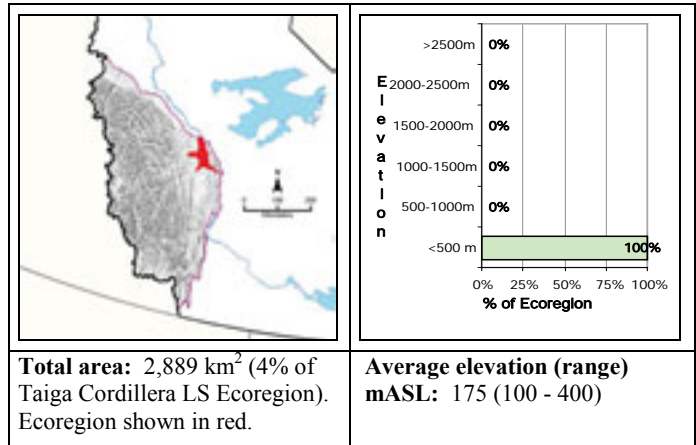 >2500m 0%
2000-2500m 0%
1500-2000m 0%
1000-1500m 0%
500-1000m 0%
<500 m 100%
Elevation
0% 25% 50% 75% 100%
% of Ecoregion
Total area: 2,889 km² (4% of
Taiga Cordillera LS Ecoregion).
Ecoregion shown in red.
Average elevation (range)
mASL: 175 (100 - 400)